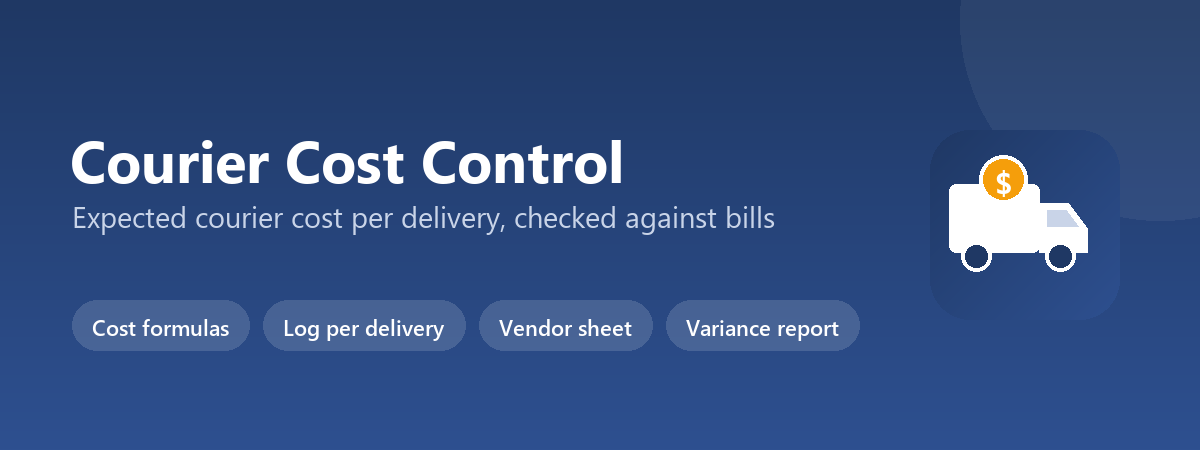 Courier Cost Control
Expected courier cost per delivery, checked against bills
$
Cost formulas
Log per delivery
Vendor sheet
Variance report